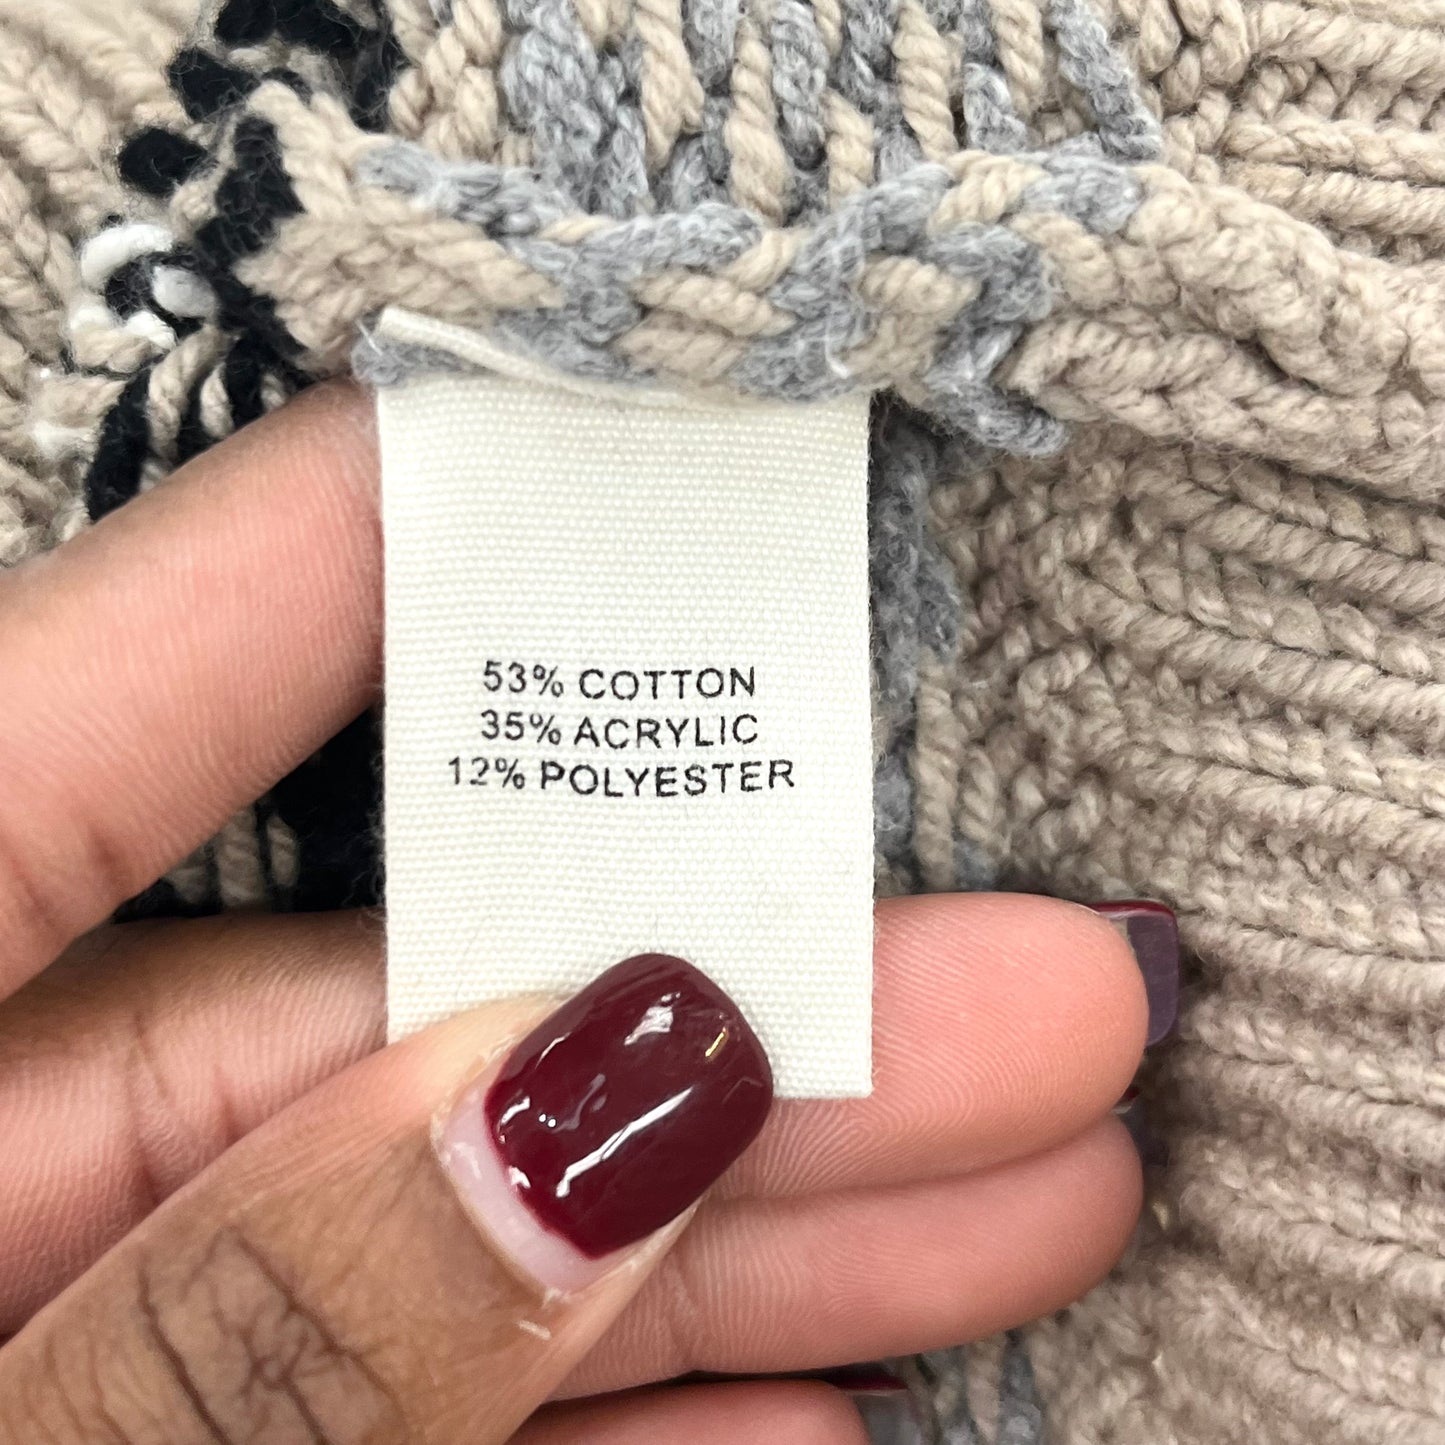 53% COTTON
35% ACRYLIC
12% POLYESTER